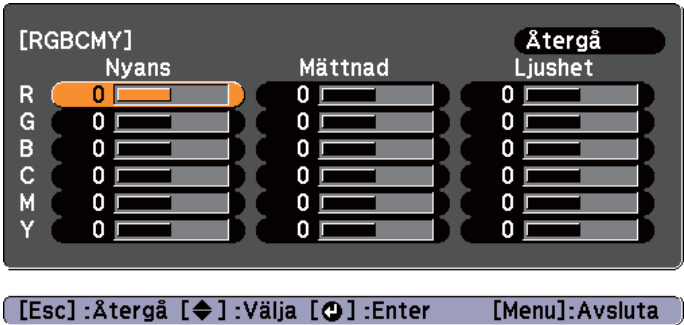 [RGBCMY] Återgå
Nyans Mättnad Ljushet
R 0 0 0
G 0 0 0
B 0 0 0
C 0 0 0
M 0 0 0
Y 0 0 0
[Esc] :Återgå [◆] :Välja [↵] :Enter [Menu]:Avsluta